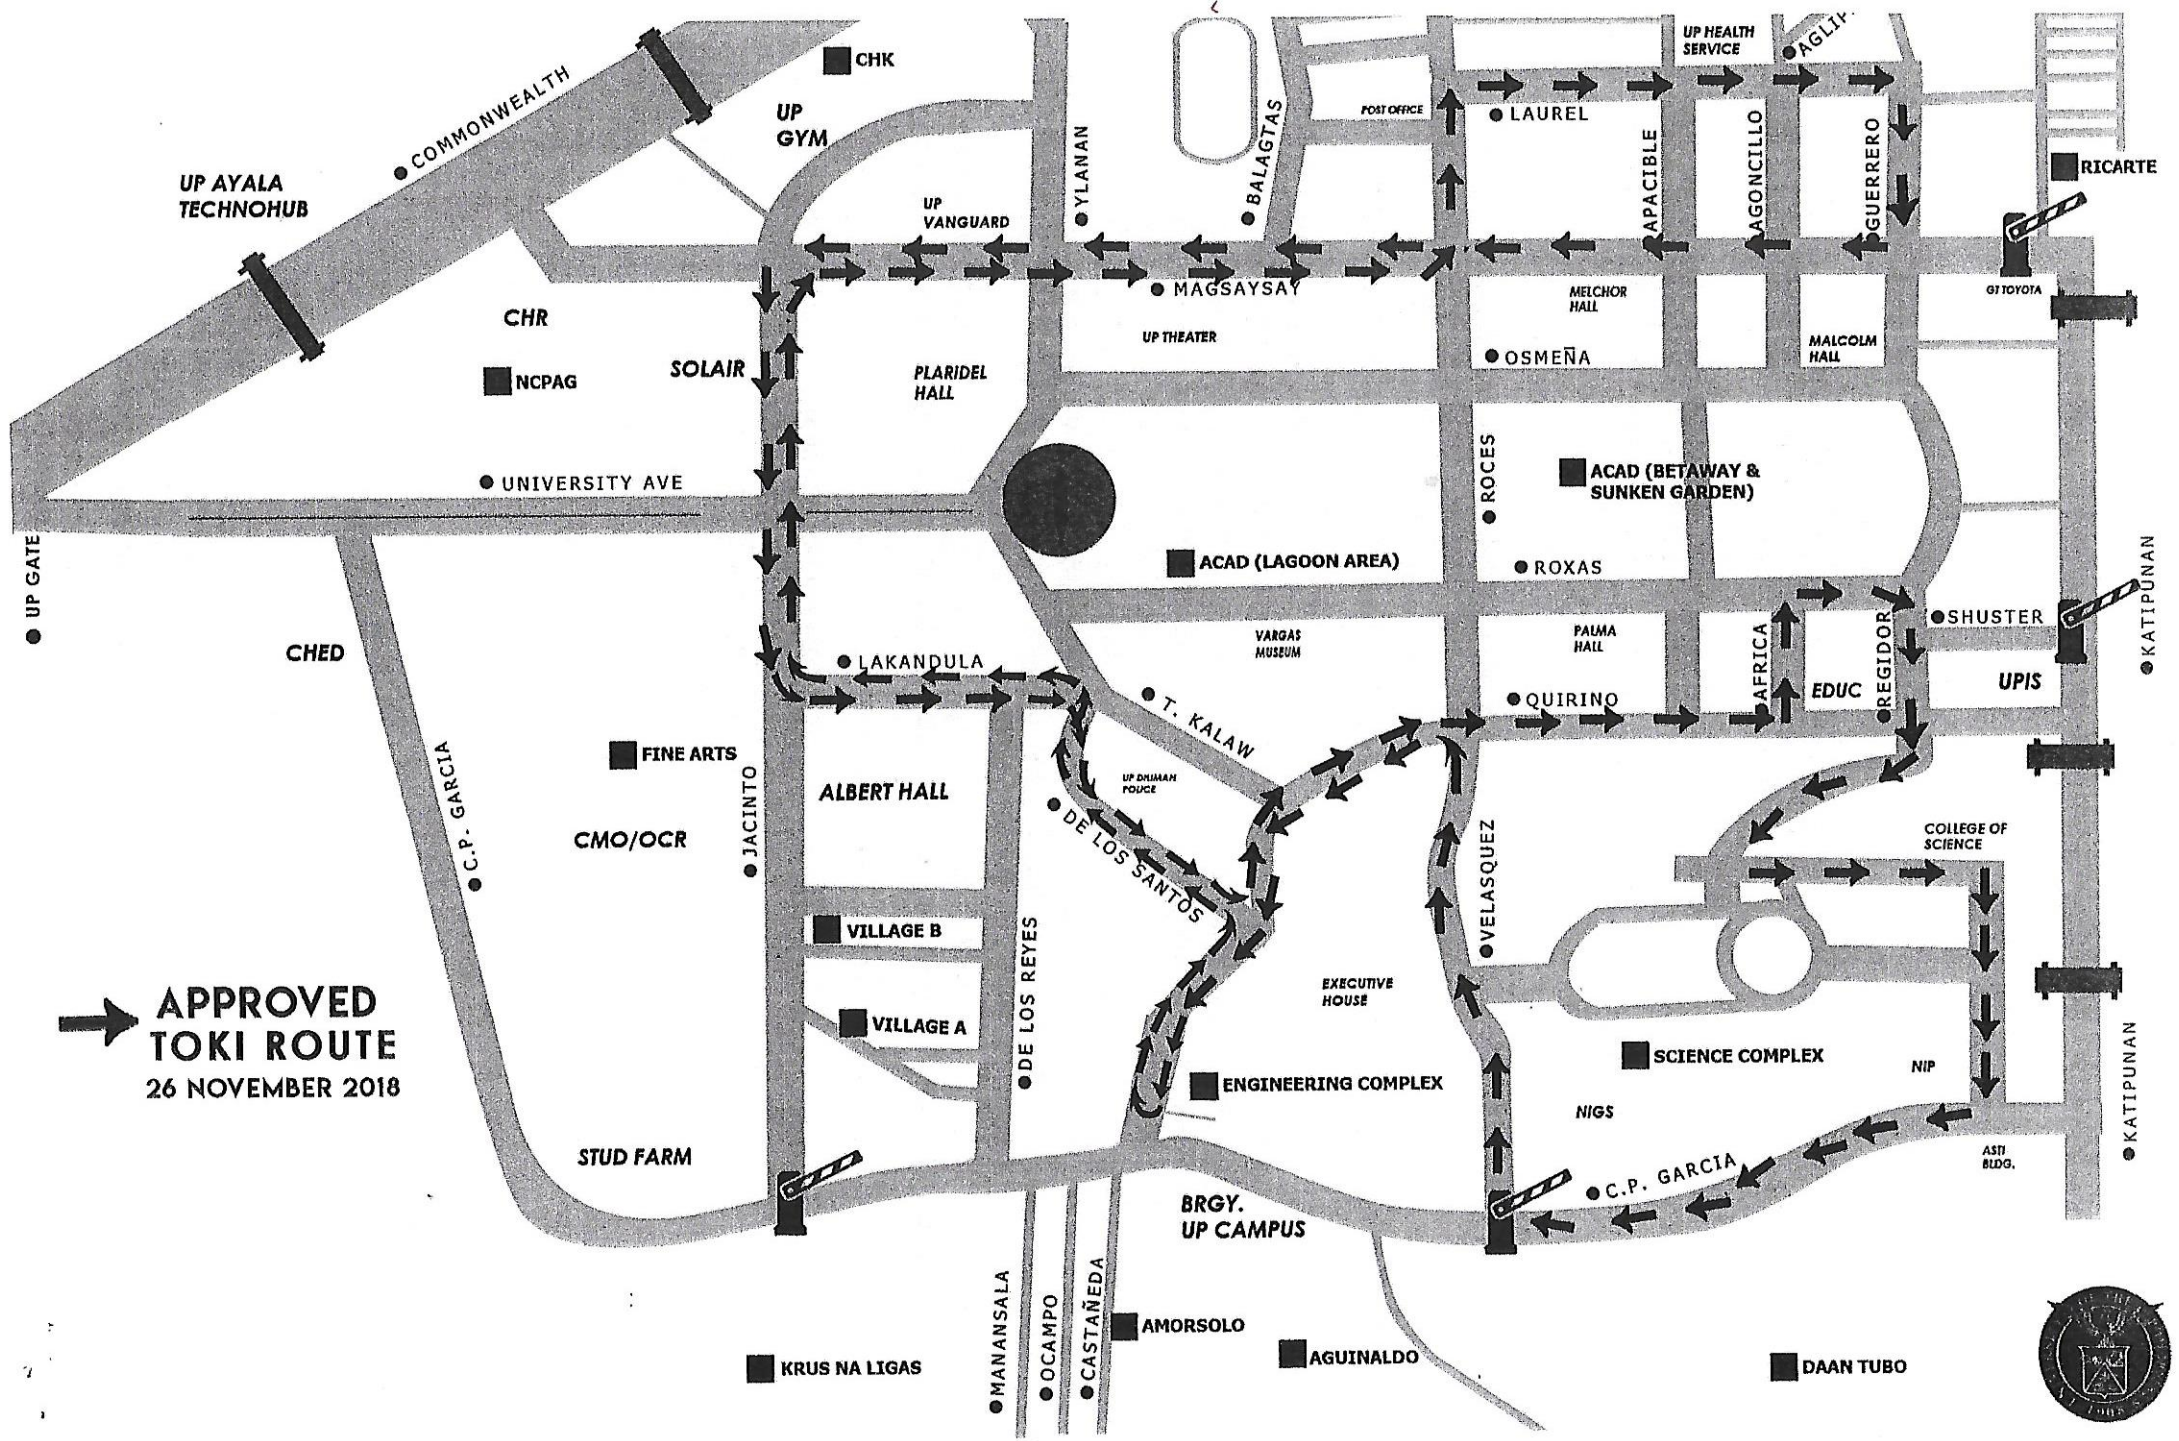 CHK
COMMONWEALTH
UP
GYM
UP AYALA
TECHNOHUB
UP
VANGUARD
YLANAN
BALAGTAS
POST OFFICE
UP HEALTH
SERVICE
LAUREL
APACIBLE
AGONCILLO
GUERRERO
RICARTE
CHR
NCPAG
SOLAIR
PLARIDEL
HALL
MAGSAYSAY
UP THEATER
MELCHOR
HALL
OSMEÑA
MALCOLM
HALL
GT TOYOTA
UNIVERSITY AVE
ROCES
ACAD (BETAWAY &
SUNKEN GARDEN)
ACAD (LAGOON AREA)
ROXAS
UP GATE
CHED
LAKANDULA
VARGAS
MUSEUM
PALMA
HALL
AFRICA
REGIDOR
SHUSTER
KATIPUNAN
EDUC
UPIS
T. KALAW
QUIRINO
FINE ARTS
C.P. GARCIA
JACINTO
ALBERT HALL
CMO/OCR
UP DILIMAN
POLICE
DE LOS SANTOS
VELASQUEZ
COLLEGE OF
SCIENCE
VILLAGE B
VILLAGE A
DE LOS REYES
EXECUTIVE
HOUSE
APPROVED
TOKI ROUTE
26 NOVEMBER 2018
ENGINEERING COMPLEX
SCIENCE COMPLEX
NIP
NIGS
KATIPUNAN
STUD FARM
C.P. GARCIA
ASTI
BLDG.
BRGY.
UP CAMPUS
MANANSALA
OCAMPO
CASTAÑEDA
AMORSOLO
AGUINALDO
KRUS NA LIGAS
DAAN TUBO